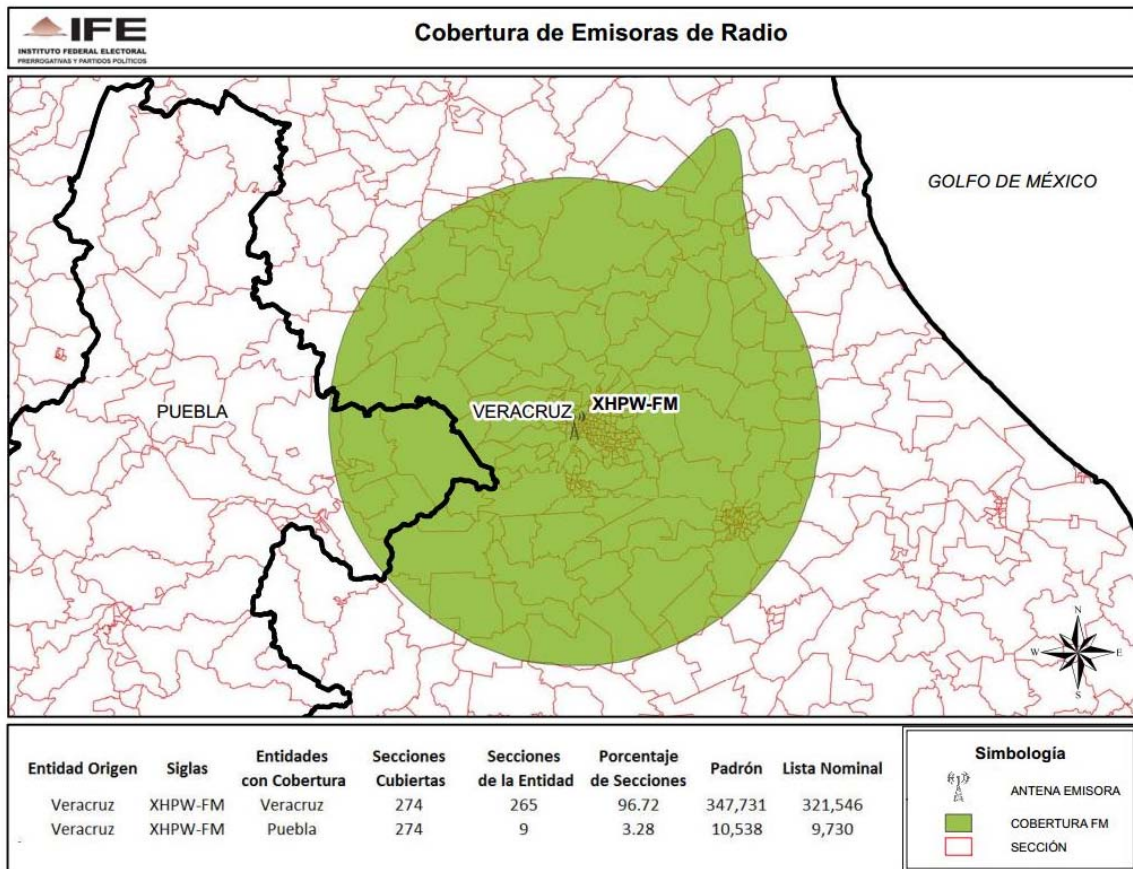 IFE
INSTITUTO FEDERAL ELECTORAL
PRERROGATIVAS Y PARTIDOS POLÍTICOS
Cobertura de Emisoras de Radio
GOLFO DE MÉXICO
PUEBLA
VERACRUZ
XHPW-FM
N
W E
S
Entidad Origen Siglas Entidades con Cobertura Secciones Cubiertas Secciones de la Entidad Porcentaje de Secciones Padrón Lista Nominal
Veracruz XHPW-FM Veracruz 274 265 96.72 347,731 321,546
Veracruz XHPW-FM Puebla 274 9 3.28 10,538 9,730
Simbología
ANTENA EMISORA
COBERTURA FM
SECCIÓN